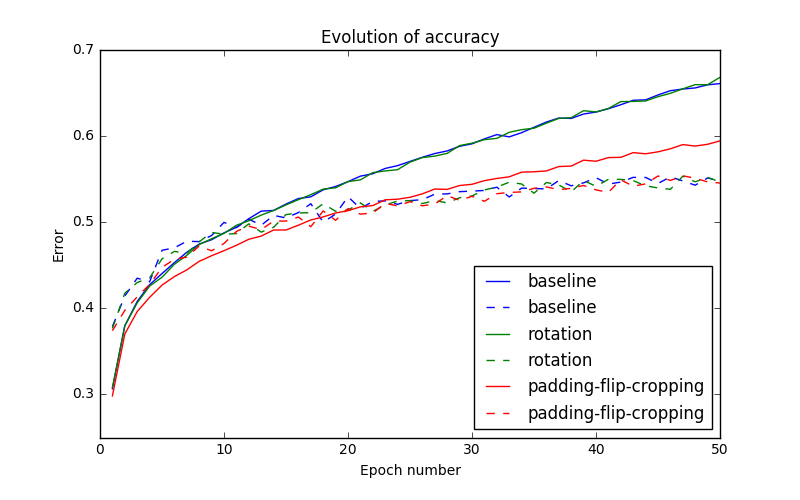 Evolution of accuracy
Error
0.7
0.6
0.5
0.4
0.3
0
10
20
30
40
50
Epoch number
baseline
baseline
rotation
rotation
padding-flip-cropping
padding-flip-cropping